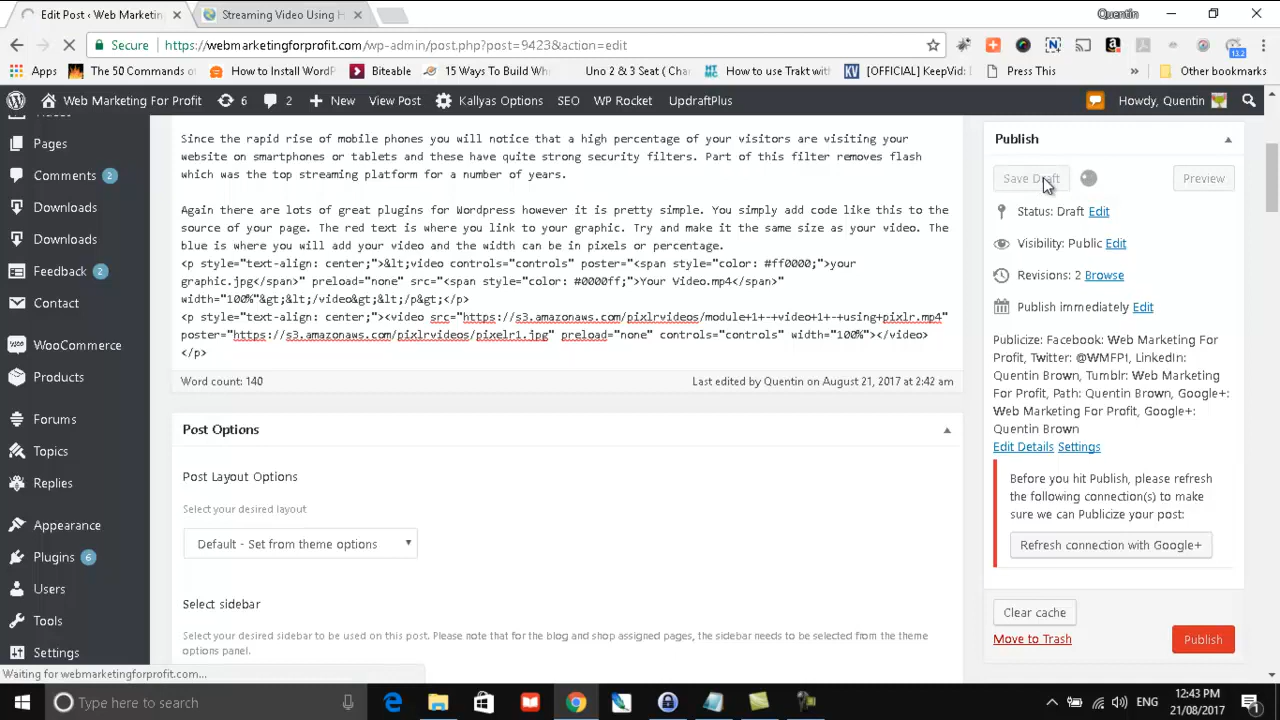 Edit Post ‹ Web Marketin
Streaming Video Using H
Quentin
Secure
https://webmarketingforprofit.com/wp-admin/post.php?post=9423&action=edit
13.2
Apps
The 50 Commands of
How to Install WordP
Biteable
15 Ways To Build Wh
Uno 2 & 3 Seat ( Cha
How to use Trakt with
[OFFICIAL] KeepVid:
Press This
»
Other bookmarks
Web Marketing For Profit
6
2
New
View Post
Kallyas Options
SEO
WP Rocket
UpdraftPlus
Howdy, Quentin
Pages
Comments 2
Downloads
Downloads
Feedback 2
Contact
WooCommerce
Products
Forums
Topics
Replies
Appearance
Plugins 6
Users
Tools
Settings
Since the rapid rise of mobile phones you will notice that a high percentage of your visitors are visiting your
website on smartphones or tablets and these have quite strong security filters. Part of this filter removes flash
which was the top streaming platform for a number of years.
Again there are lots of great plugins for Wordpress however it is pretty simple. You simply add code like this to the
source of your page. The red text is where you link to your graphic. Try and make it the same size as your video. The
blue is where you will add your video and the width can be in pixels or percentage.
<p style="text-align: center;">&lt;video controls="controls" poster="<span style="color: #ff0000;">your
graphic.jpg</span>" preload="none" src="<span style="color: #0000ff;">Your Video.mp4</span>"
width="100%"&gt;&lt;/video&gt;&lt;/p&gt;</p>
<p style="text-align: center;"><video src="https://s3.amazonaws.com/pixlrvideos/module+1+-+video+1+-+using+pixlr.mp4"
poster="https://s3.amazonaws.com/pixlrvideos/pixelr1.jpg" preload="none" controls="controls" width="100%"></video>
</p>
Word count: 140
Last edited by Quentin on August 21, 2017 at 2:42 am
Post Options
Post Layout Options
Select your desired layout
Default - Set from theme options
Select sidebar
Select your desired sidebar to be used on this post. Please note that for the blog and shop assigned pages, the sidebar needs to be selected from the theme
options panel.
Publish
Save Draft
Preview
Status: Draft Edit
Visibility: Public Edit
Revisions: 2 Browse
Publish immediately Edit
Publicize: Facebook: Web Marketing For
Profit, Twitter: @WMFP1, LinkedIn:
Quentin Brown, Tumblr: Web Marketing
For Profit, Path: Quentin Brown, Google+:
Web Marketing For Profit, Google+:
Quentin Brown
Edit Details Settings
Before you hit Publish, please refresh
the following connection(s) to make
sure we can Publicize your post:
Refresh connection with Google+
Clear cache
Move to Trash
Publish
Waiting for webmarketingforprofit.com...
Type here to search
ENG
12:43 PM
21/08/2017